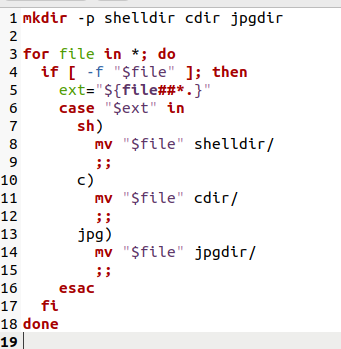 1 mkdir -p shelldir cdir jpgdir
2
3 for file in *; do
4   if [ -f "$file" ]; then
5     ext="${file##*.}"
6     case "$ext" in
7       sh)
8         mv "$file" shelldir/
9         ;;
10       c)
11         mv "$file" cdir/
12         ;;
13       jpg)
14         mv "$file" jpgdir/
15         ;;
16     esac
17   fi
18 done
19